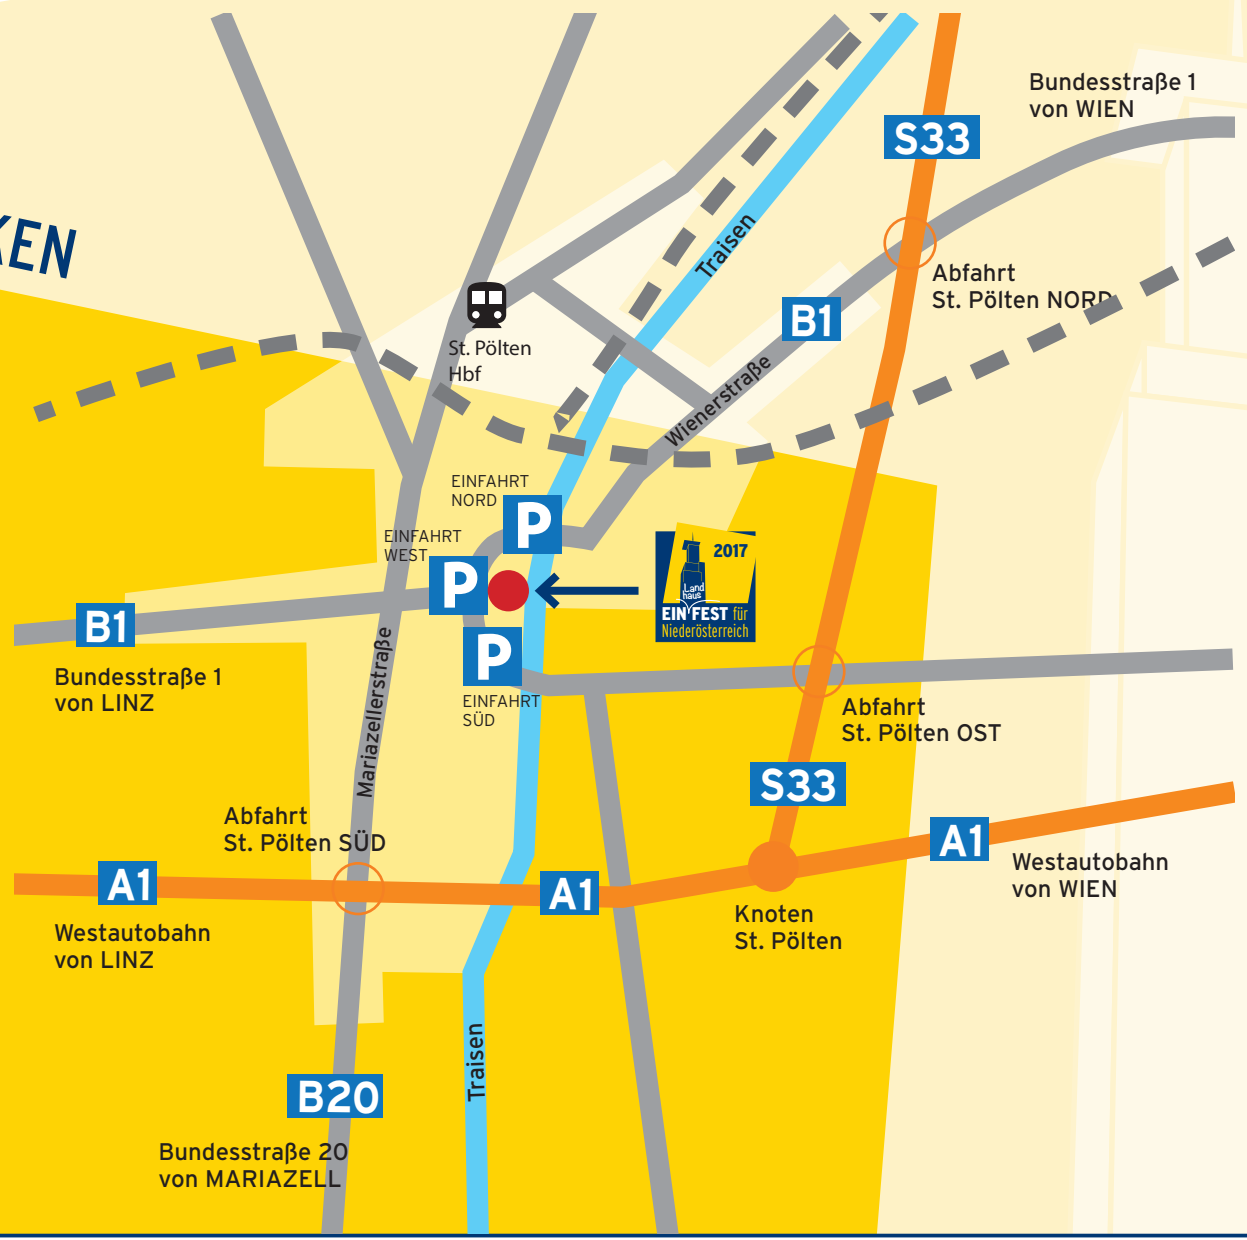 Bundesstraße 1
von WIEN
S33
KEN
Traisen
Abfahrt
St. Pölten NORD
B1
St. Pölten
Hbf
Wienerstraße
EINFAHRT
NORD
P
EINFAHRT
WEST
P
2017
Land
haus
EIN FEST für
Niederösterreich
B1
P
Bundesstraße 1
von LINZ
Mariazellerstraße
EINFAHRT
SÜD
Abfahrt
St. Pölten OST
S33
Abfahrt
St. Pölten SÜD
A1
Westautobahn
von WIEN
A1
A1
Knoten
St. Pölten
Westautobahn
von LINZ
Traisen
B20
Bundesstraße 20
von MARIAZELL